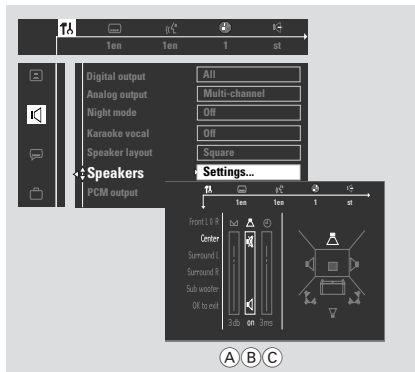 1en 1en 1 st
Digital output All
Analog output Multi-channel
Night mode Off
Karaoke vocal Off
Speaker layout Square
Speakers Settings...
PCM output
1en 1en 1 st
Front L & R
Center
Surround L
Surround R
Sub woofer
OK to exit
3db on 3ms
A B C